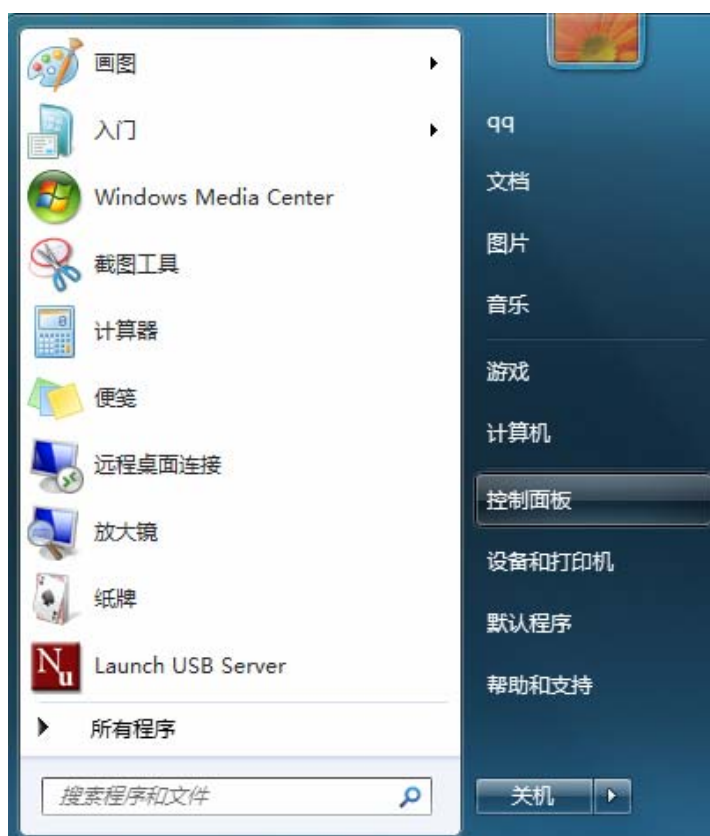 画图
入门
Windows Media Center
截图工具
计算器
便笺
远程桌面连接
放大镜
纸牌
Nu
Launch USB Server
所有程序
搜索程序和文件
qq
文档
图片
音乐
游戏
计算机
控制面板
设备和打印机
默认程序
帮助和支持
关机